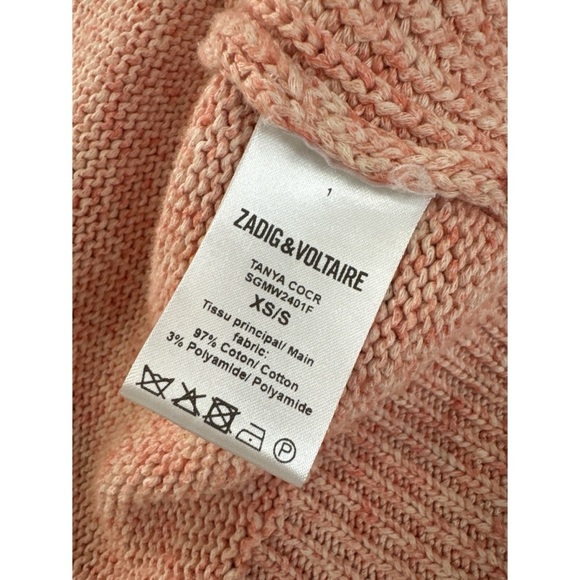 1
ZADIG&VOLTAIRE
TANYA COCR
SGMW2401F
XS/S
Tissu principal/ Main
fabric:
97% Coton/ Cotton
3% Polyamide/ Polyamide
P